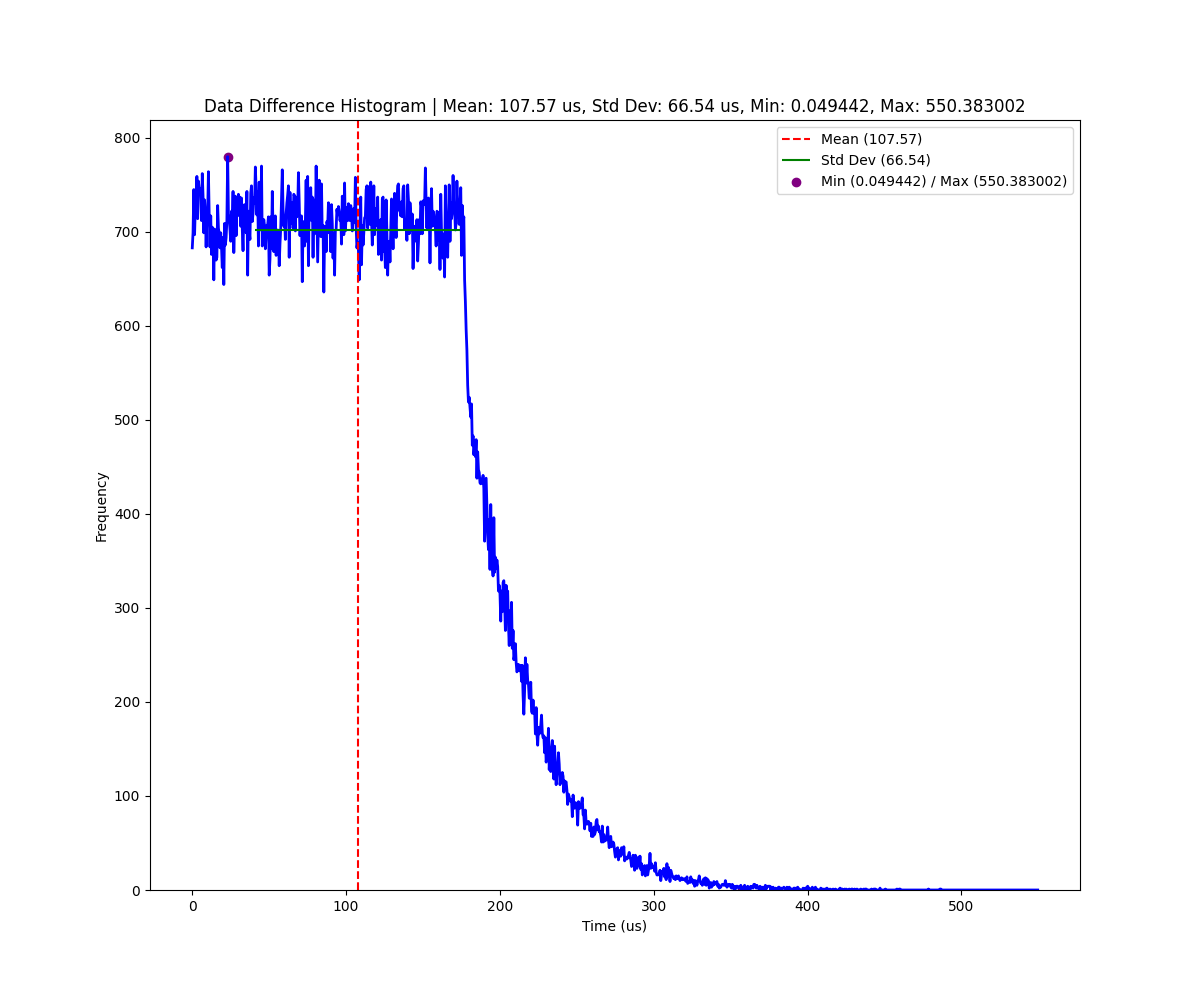 Data Difference Histogram | Mean: 107.57 us, Std Dev: 66.54 us, Min: 0.049442, Max: 550.383002
Mean (107.57)
Std Dev (66.54)
Min (0.049442) / Max (550.383002)
800
700
600
500
400
300
200
100
0
Frequency
0 100 200 300 400 500
Time (us)